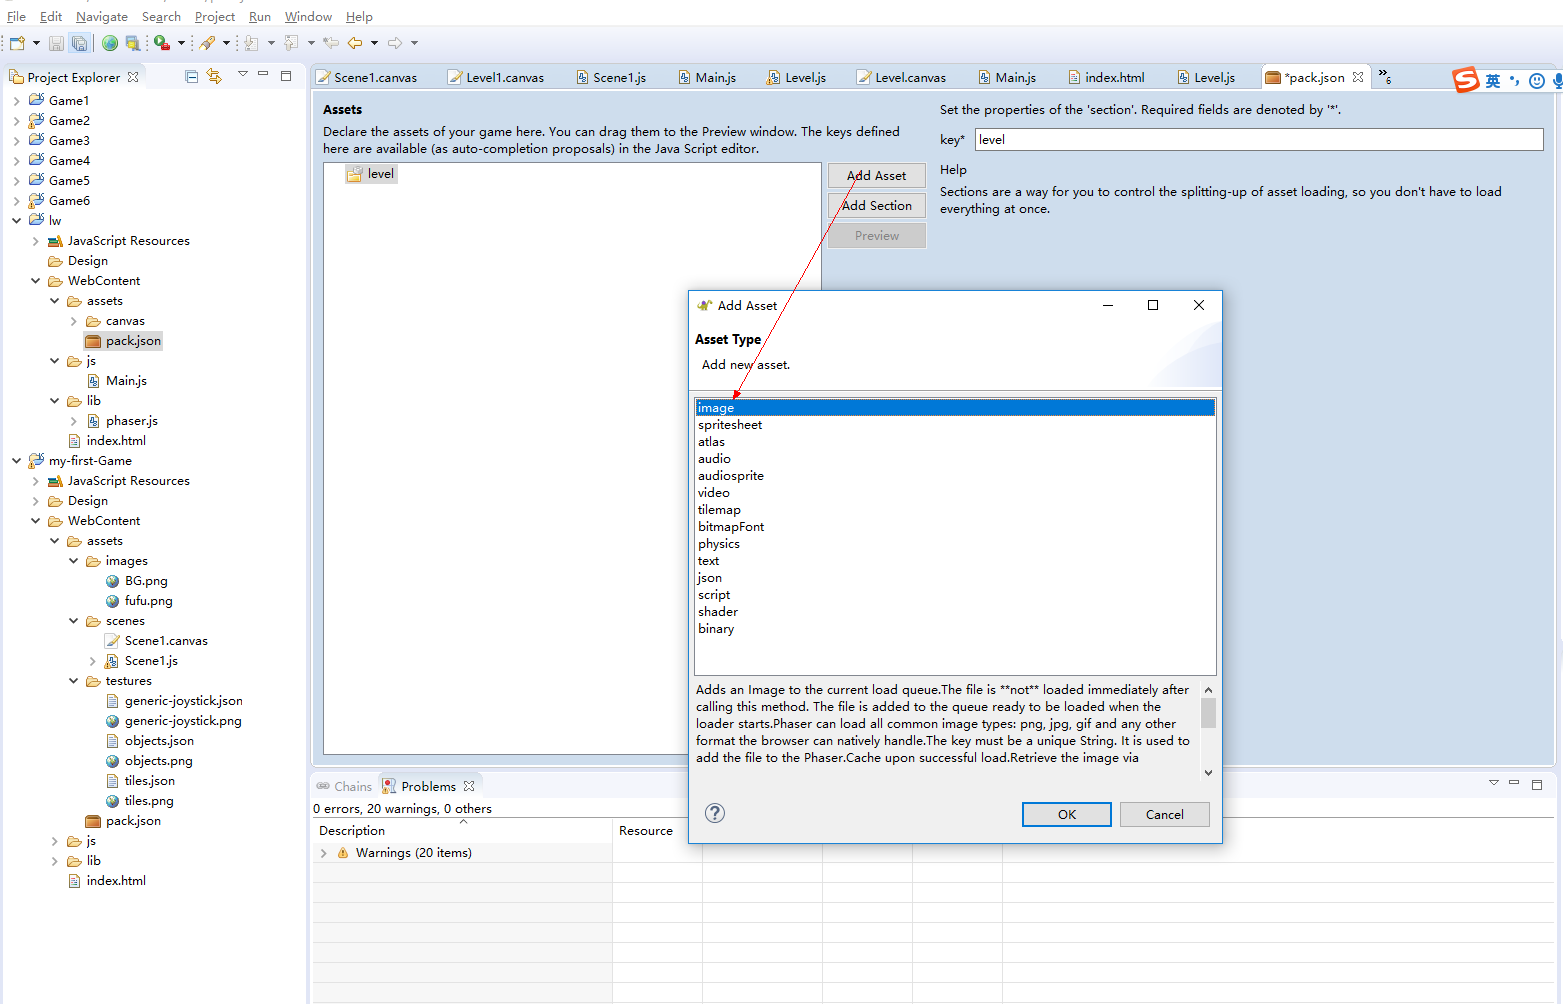 File Edit Navigate Search Project Run Window Help
Project Explorer
Scene1.canvas Level1.canvas Scene1.js Main.js Level.js Level.canvas Main.js index.html Level.js *pack.json »6
英
Game1
Game2
Game3
Game4
Game5
Game6
lw
JavaScript Resources
Design
WebContent
assets
canvas
pack.json
js
Main.js
lib
phaser.js
index.html
my-first-Game
JavaScript Resources
Design
WebContent
assets
images
BG.png
fufu.png
scenes
Scene1.canvas
Scene1.js
testures
generic-joystick.json
generic-joystick.png
objects.json
objects.png
tiles.json
tiles.png
pack.json
js
lib
index.html
Assets
Declare the assets of your game here. You can drag them to the Preview window. The keys defined
here are available (as auto-completion proposals) in the Java Script editor.
level
Add Asset
Add Section
Preview
Set the properties of the 'section'. Required fields are denoted by '*'.
key* level
Help
Sections are a way for you to control the splitting-up of asset loading, so you don't have to load
everything at once.
Add Asset
Asset Type
Add new asset.
image
spritesheet
atlas
audio
audiosprite
video
tilemap
bitmapFont
physics
text
json
script
shader
binary
Adds an Image to the current load queue.The file is **not** loaded immediately after
calling this method. The file is added to the queue ready to be loaded when the
loader starts.Phaser can load all common image types: png, jpg, gif and any other
format the browser can natively handle.The key must be a unique String. It is used to
add the file to the Phaser.Cache upon successful load.Retrieve the image via
OK Cancel
Chains Problems
0 errors, 20 warnings, 0 others
Description Resource
Warnings (20 items)